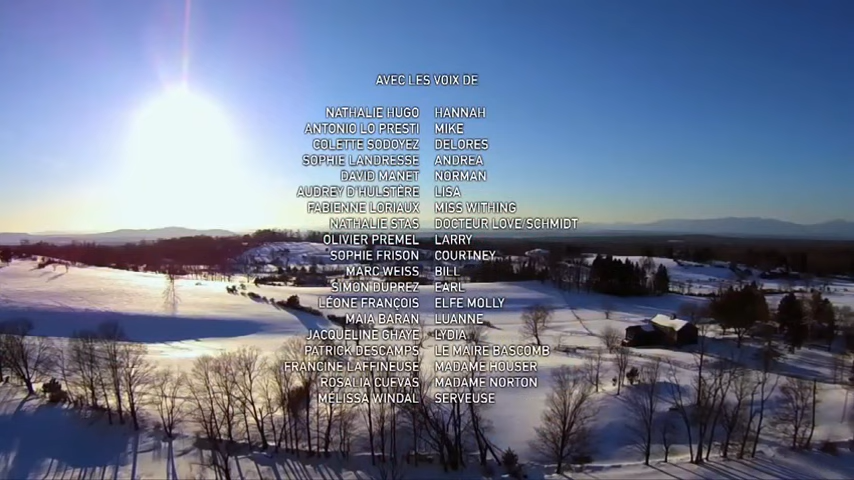 AVEC LES VOIX DE
NATHALIE HUGO HANNAH
ANTONIO LO PRESTI MIKE
COLETTE SODOYEZ DELORES
SOPHIE LANDRESSE ANDREA
DAVID MANET NORMAN
AUDREY D'HULSTÈRE LISA
FABIENNE LORIAUX MISS WITHING
NATHALIE STAS DOCTEUR LOVE/SCHMIDT
OLIVIER PREMEL LARRY
SOPHIE FRISON COURTNEY
MARC WEISS BILL
SIMON DUPREZ EARL
LÉONE FRANÇOIS ELFE MOLLY
MAIA BARAN LUANNE
JACQUELINE GHAYE LYDIA
PATRICK DESCAMPS LE MAIRE BASCOMB
FRANCINE LAFFINEUSE MADAME HOUSER
ROSALIA CUEVAS MADAME NORTON
MÉLISSA WINDAL SERVEUSE